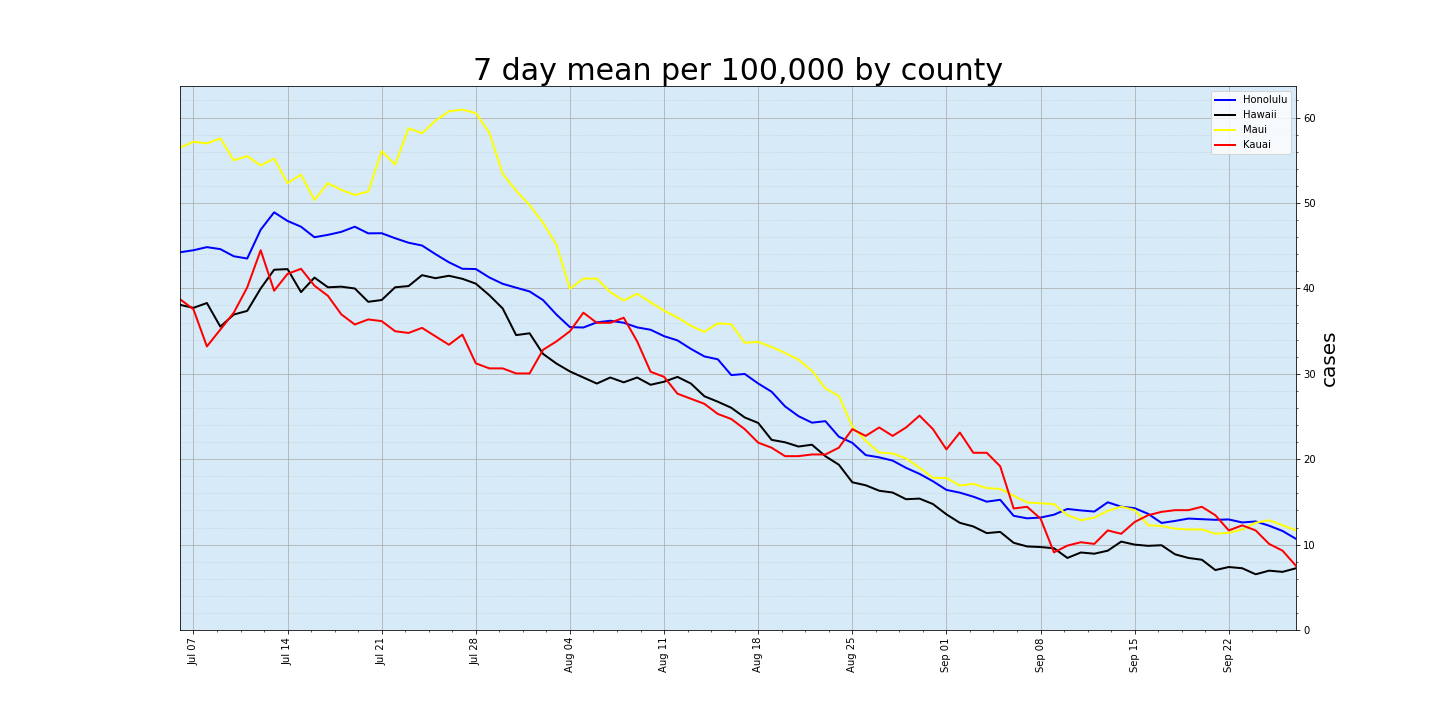 7 day mean per 100,000 by county
Honolulu
Hawaii
Maui
Kauai
60
50
40
30
20
10
0
cases
Jul 07
Jul 14
Jul 21
Jul 28
Aug 04
Aug 11
Aug 18
Aug 25
Sep 01
Sep 08
Sep 15
Sep 22